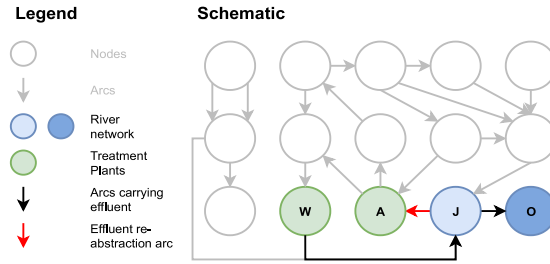 Legend
Schematic
Nodes
Arcs
River
network
Treatment
Plants
Arcs carrying
effluent
Effluent re-
abstraction arc
W
A
J
O